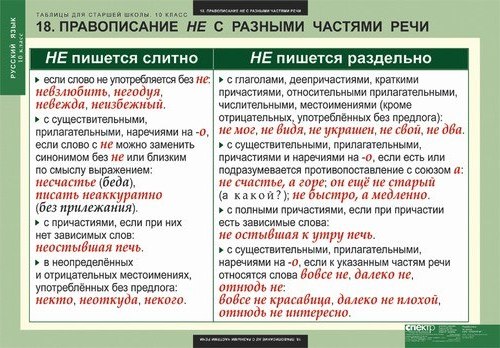 18. ПРАВОПИСАНИЕ НЕ С РАЗНЫМИ ЧАСТЯМИ РЕЧИ
ТАБЛИЦЫ ДЛЯ СТАРШЕЙ ШКОЛЫ. 10 КЛАСС
18. ПРАВОПИСАНИЕ НЕ С РАЗНЫМИ ЧАСТЯМИ РЕЧИ
РУССКИЙ ЯЗЫК
10 класс
НЕ пишется слитно
если слово не употребляется без не:
невзлюбить, негодуя,
невежда, неизбежный.
с существительными,
прилагательными, наречиями на -о,
если слово с не можно заменить
синонимом без не или близким
по смыслу выражением:
несчастье (беда),
писать неаккуратно
(без прилежания).
с причастиями, если при них
нет зависимых слов:
неостывшая печь.
в неопределённых
и отрицательных местоимениях,
употреблённых без предлога:
некто, неоткуда, некого.
НЕ пишется раздельно
с глаголами, деепричастиями, краткими
причастиями, относительными прилагательными,
числительными, местоимениями (кроме
отрицательных, употреблённых без предлога):
не мог, не видя, не украшен, не свой, не два.
с существительными, прилагательными,
причастиями и наречиями на -о, если есть или
подразумевается противопоставление с союзом а:
не счастье, а горе; он ещё не старый
(а какой?); не быстро, а медленно.
с полными причастиями, если при причастии
есть зависимые слова:
не остывшая к утру печь.
с существительными, прилагательными,
наречиями на -о, если к указанным частям речи
относятся слова вовсе не, далеко не,
отнюдь не:
вовсе не красавица, далеко не плохой,
отнюдь не интересно.
спектр
18. ПРАВОПИСАНИЕ НЕ С РАЗНЫМИ ЧАСТЯМИ РЕЧИ